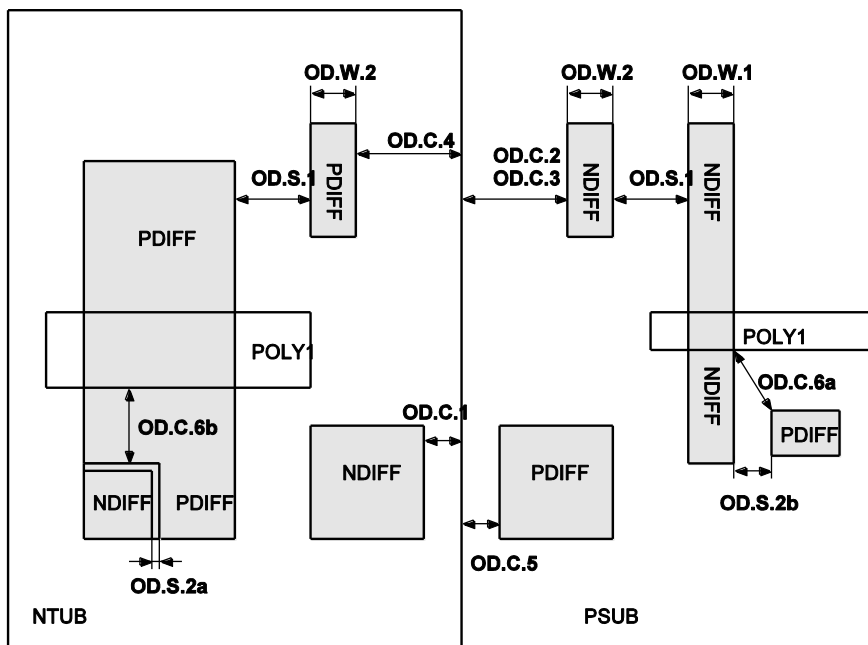 OD.W.2
OD.W.2
OD.W.1
OD.C.4
OD.C.2
OD.C.3
OD.S.1
OD.S.1
PDIFF
NDIFF
NDIFF
PDIFF
POLY1
POLY1
OD.C.6a
NDIFF
OD.C.1
OD.C.6b
PDIFF
NDIFF
PDIFF
NDIFF
PDIFF
OD.S.2b
OD.C.5
OD.S.2a
NTUB
PSUB